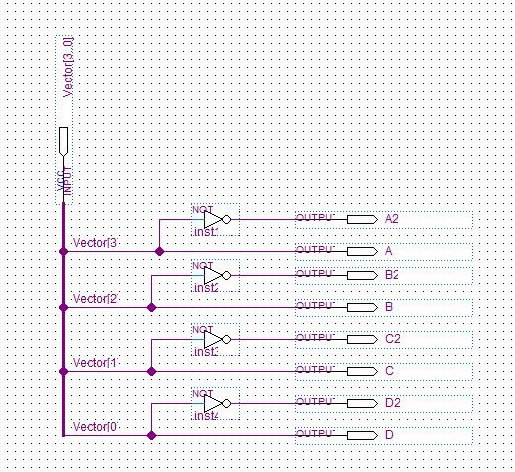 Vector[3..0]
VCC
INPUT
NOT
inst
OUTPUT
A2
Vector[3
OUTPUT
A
NOT
inst2
OUTPUT
B2
Vector[2
OUTPUT
B
NOT
inst3
OUTPUT
C2
Vector[1
OUTPUT
C
NOT
inst4
OUTPUT
D2
Vector[0
OUTPUT
D